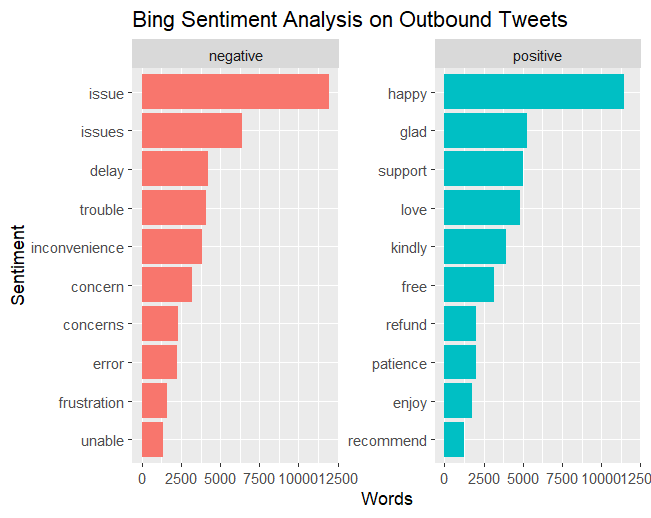 Bing Sentiment Analysis on Outbound Tweets
negative
positive
Sentiment
issue
issues
delay
trouble
inconvenience
concern
concerns
error
frustration
unable
happy
glad
support
love
kindly
free
refund
patience
enjoy
recommend
0 2500 5000 7500 10000 12500
0 2500 5000 7500 10000 1250
Words